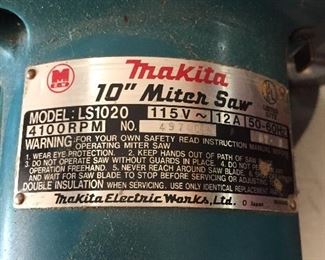 M
Makita
10" Miter Saw
MODEL: LS1020 115V~ 12A 50-60HZ
4100RPM NO.
WARNING: FOR YOUR OWN SAFETY READ INSTRUCTION MANUAL BEFORE
OPERATING MITER SAW
1. WEAR EYE-PROTECTION. 2. KEEP HANDS OUT OF PATH OF
3. DO NOT OPERATE SAW WITHOUT GUARDS IN PLACE. 4. DO NOT
OPERATION FREEHAND. 5. NEVER REACH AROUND SAW BLADE.
AND WAIT FOR SAW BLADE TO STOP BEFORE SERVICING OR ADJUSTING
DOUBLE INSULATION WHEN SERVICING, USE ONLY IDENTICAL REPLACEMENT
Makita Electric Works, Ltd. Japan